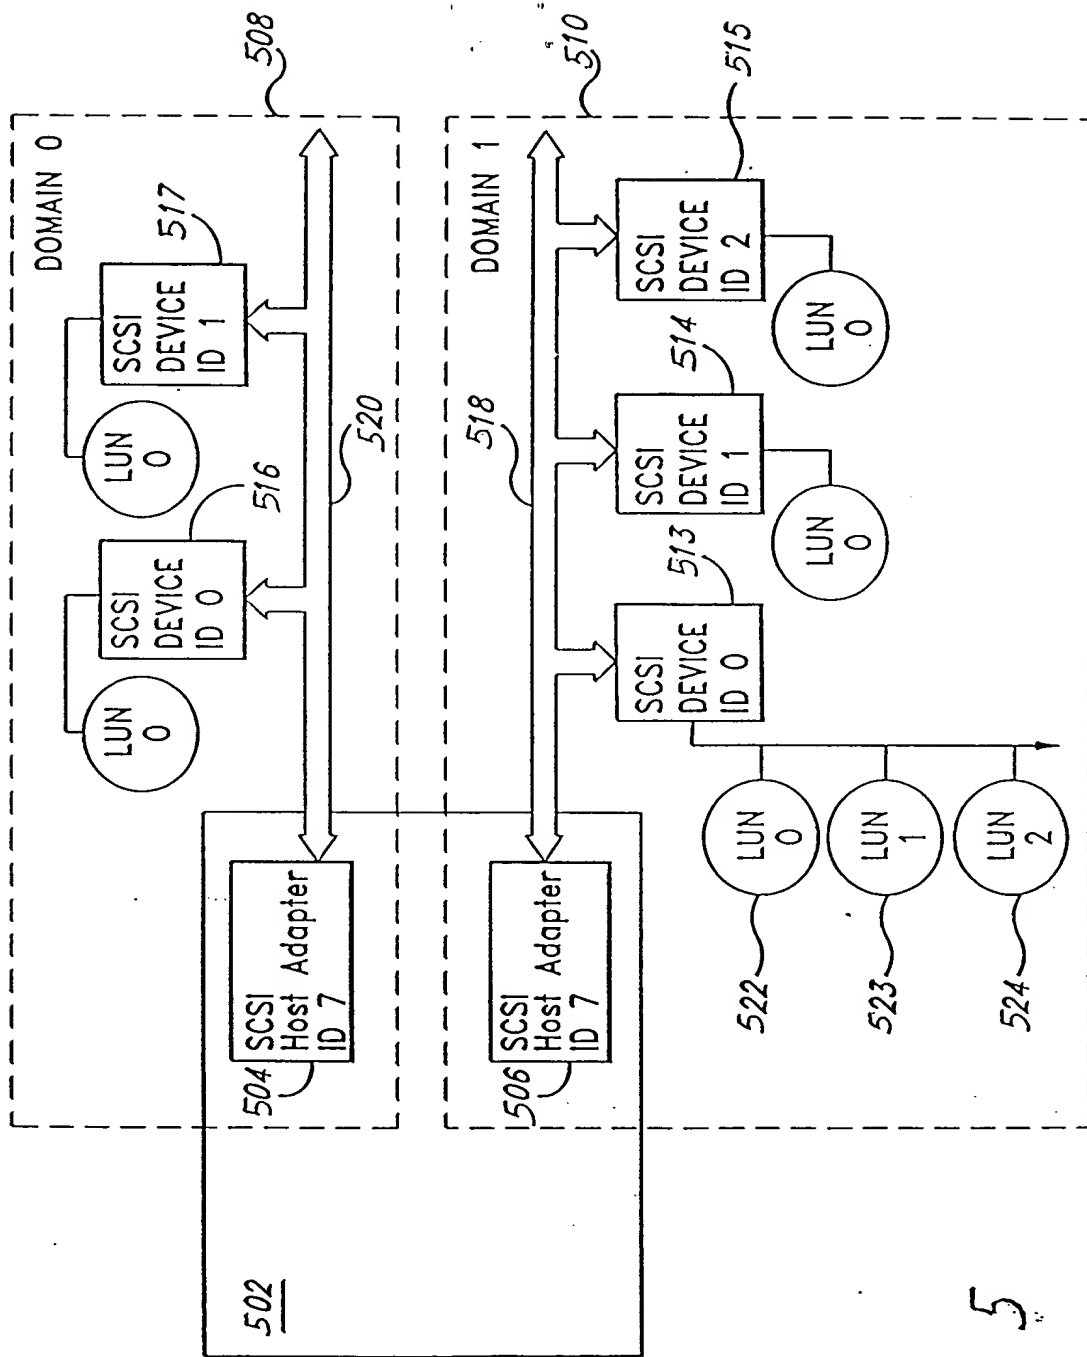 508
DOMAIN 0
517
SCSI
DEVICE
ID 1
LUN
0
516
SCSI
DEVICE
ID 0
LUN
0
520
504
SCSI
Host Adapter
ID 7
510
DOMAIN 1
515
518
SCSI
DEVICE
ID 2
LUN
0
514
SCSI
DEVICE
ID 1
LUN
0
513
SCSI
DEVICE
ID 0
506
SCSI
Host Adapter
ID 7
LUN
0
LUN
1
LUN
2
522
523
524
502
5